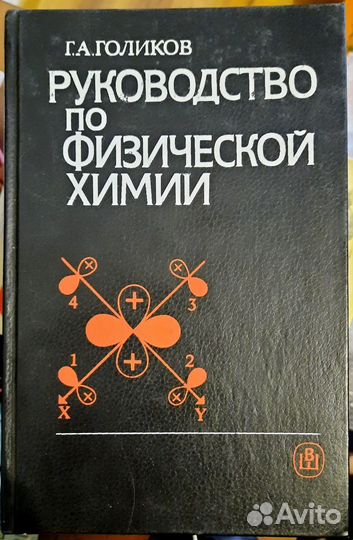 Г.А.ГОЛИКОВ
РУКОВОДСТВО
ПО
ФИЗИЧЕСКОЙ
ХИМИИ
4 3
1 2
X Y
В
Ш
Avito